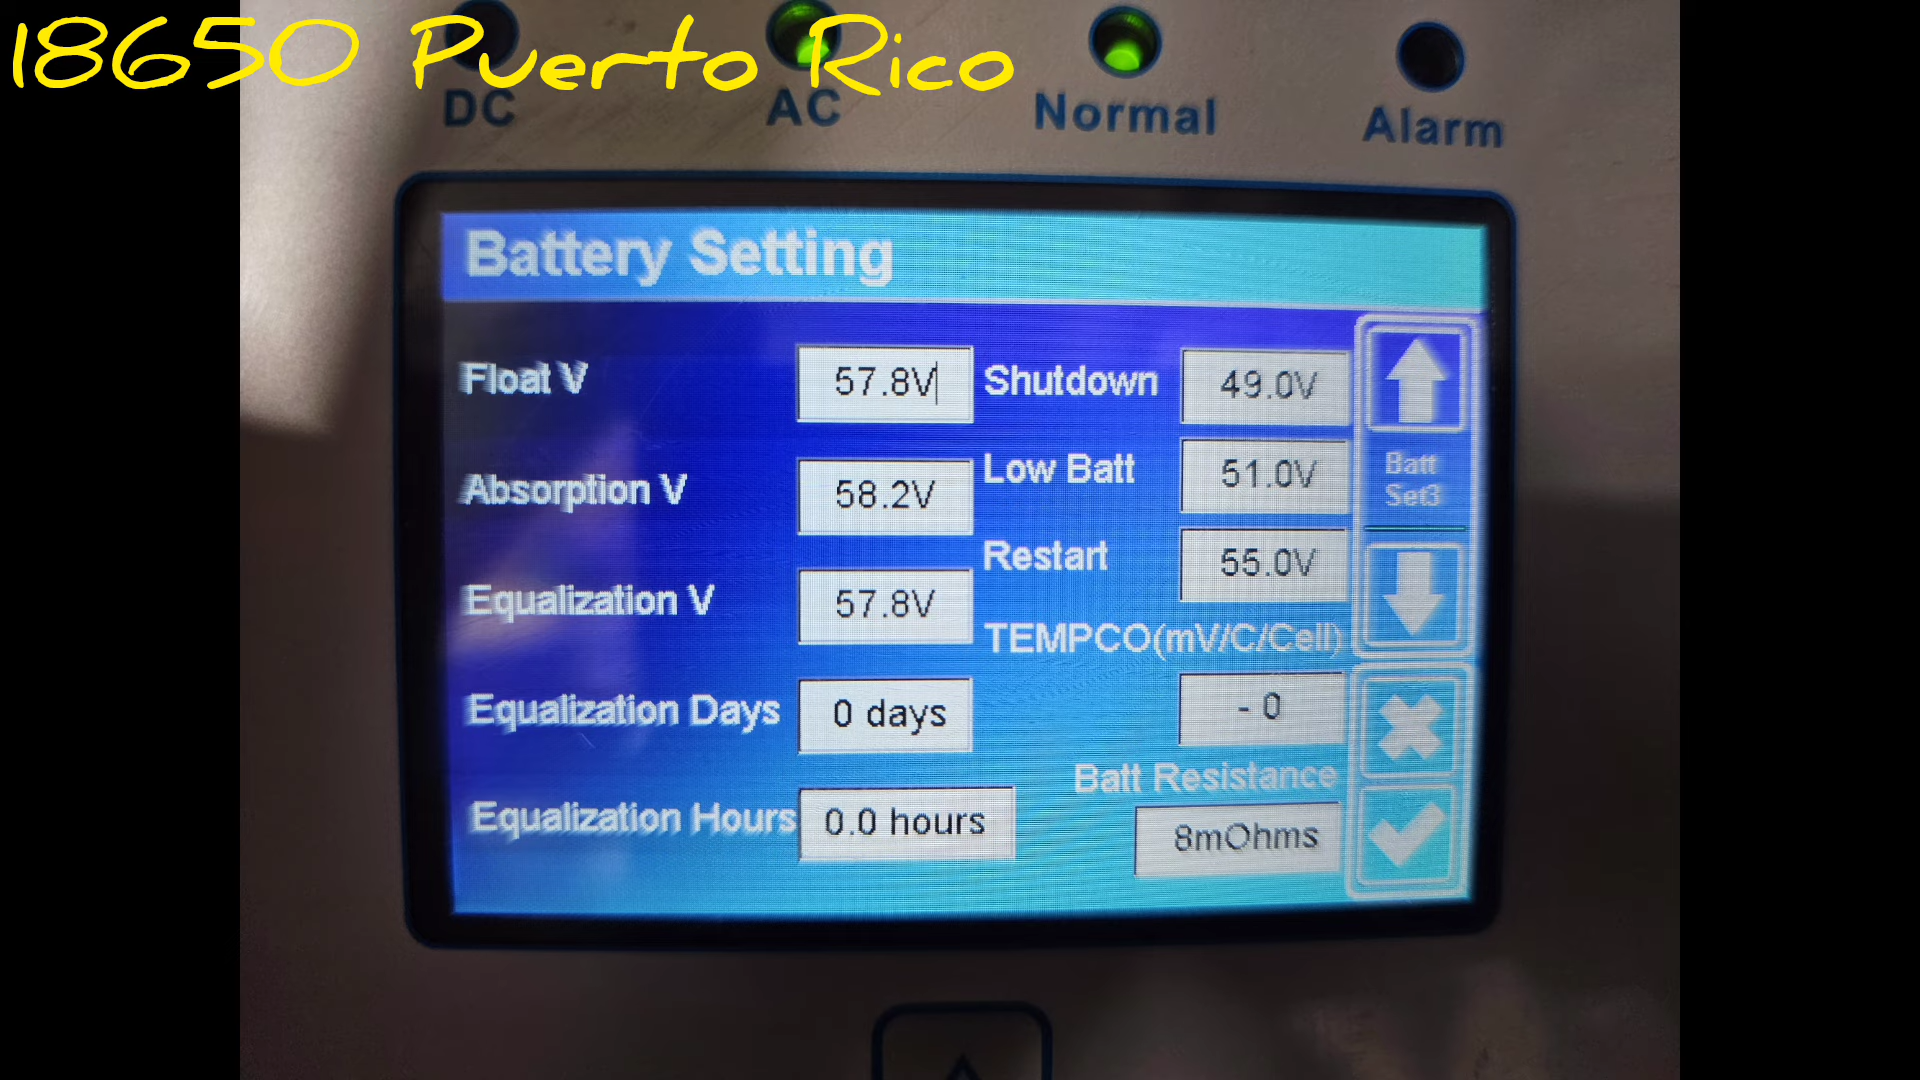 18650 Puerto Rico
DC AC Normal Alarm
Battery Setting
Float V 57.8V
Absorption V 58.2V
Equalization V 57.8V
Equalization Days 0 days
Equalization Hours 0.0 hours
Shutdown 49.0V
Low Batt 51.0V
Restart 55.0V
TEMPCO(mV/C/Cell)
- 0
Batt Resistance
8mOhms
Batt
Set3